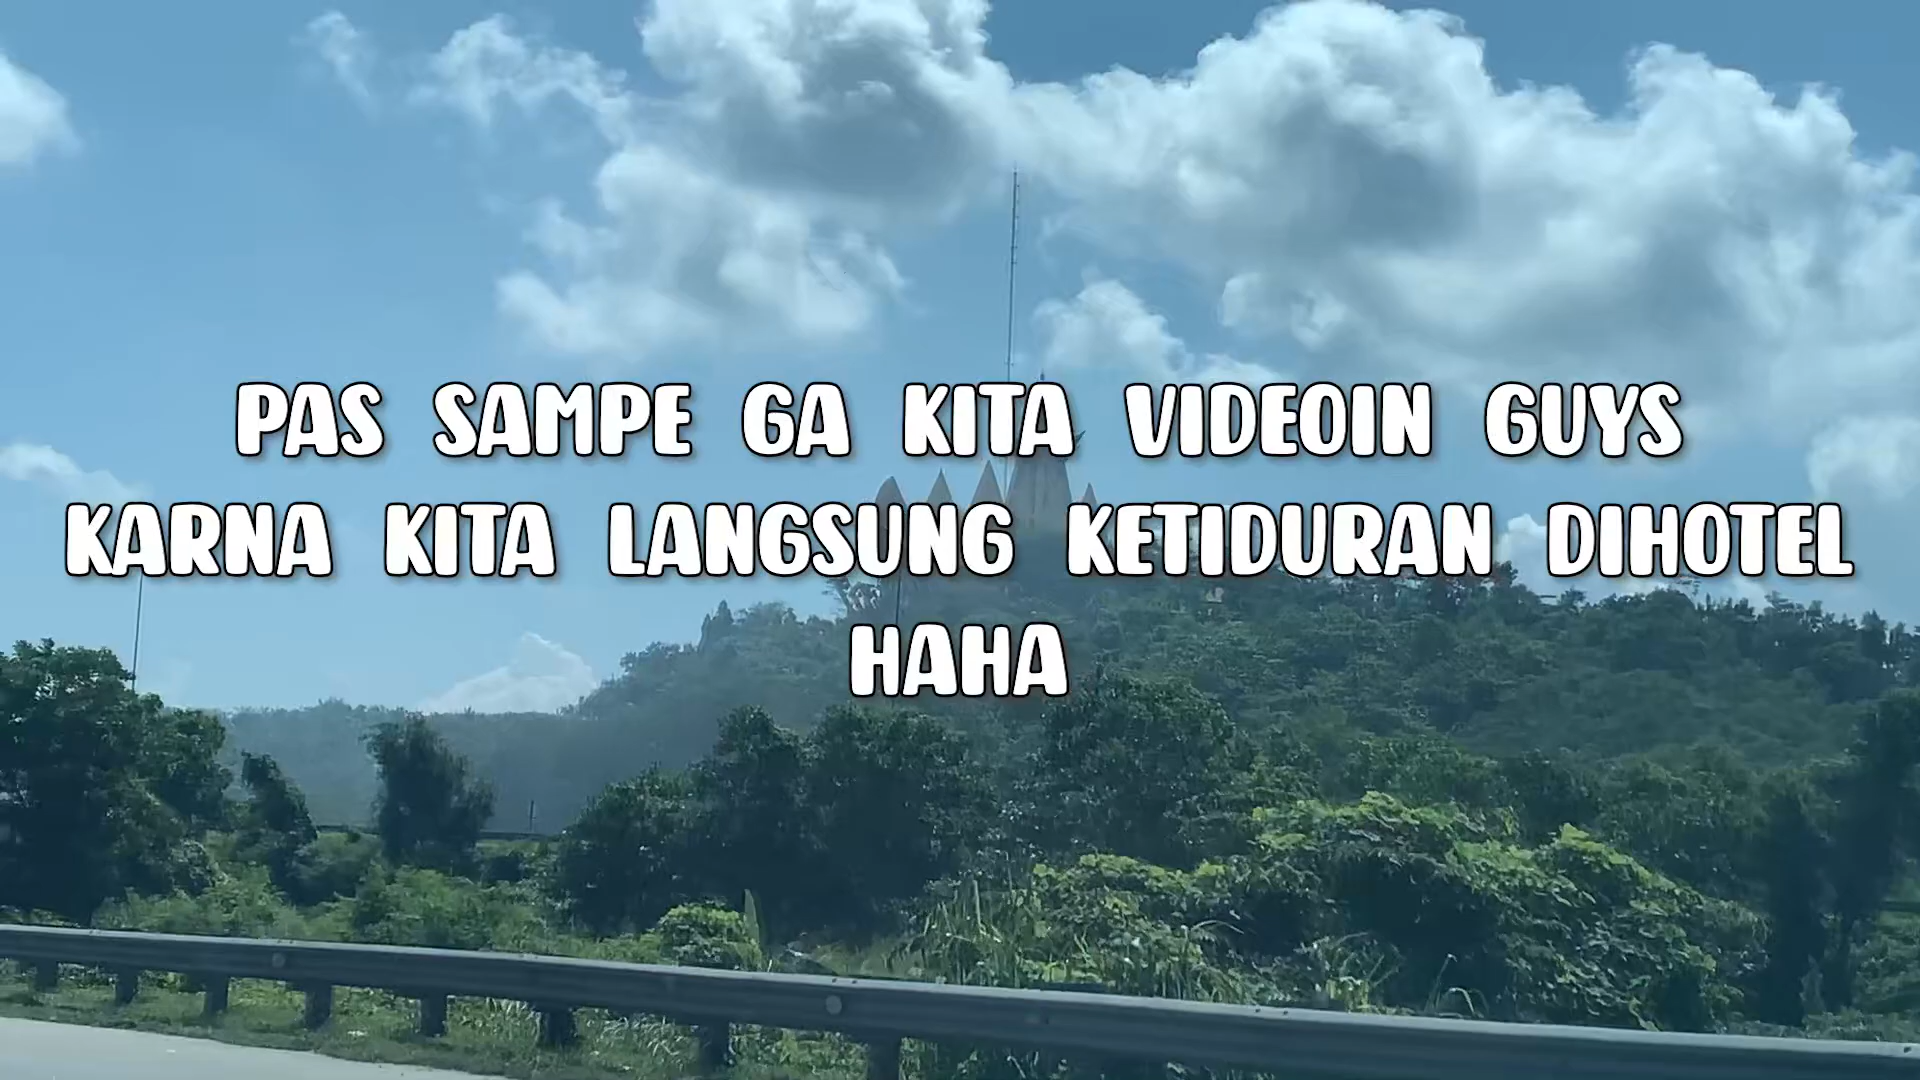 PAS SAMPE GA KITA VIDEOIN GUYS
KARNA KITA LANGSUNG KETIDURAN DIHOTEL
HAHA